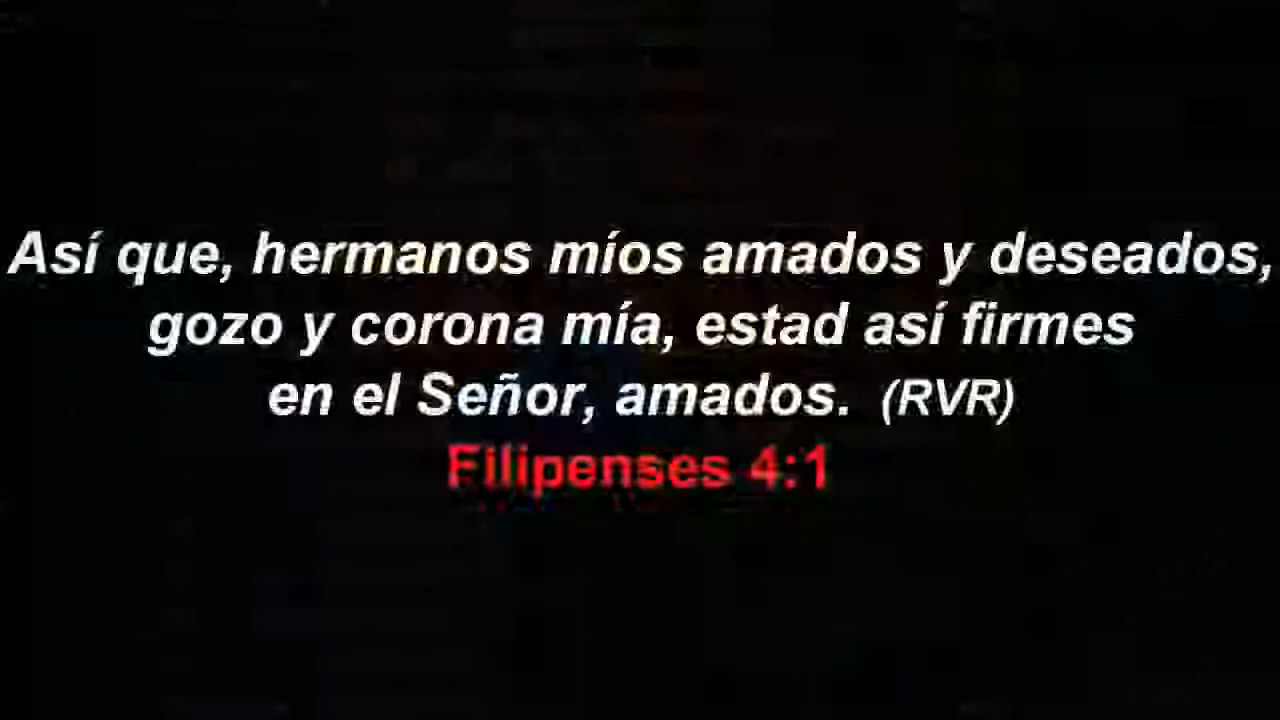 Así que, hermanos míos amados y deseados,
gozo y corona mía, estad así firmes
en el Señor, amados. (RVR)
Filipenses 4:1